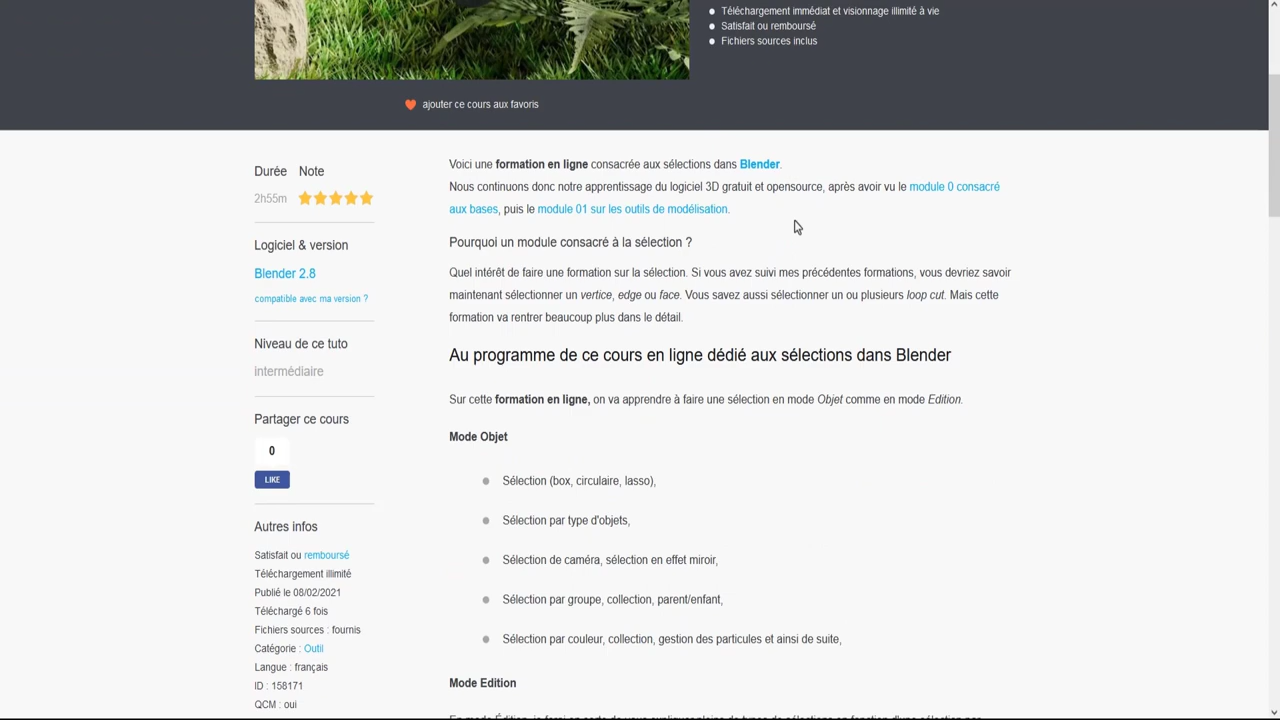 Téléchargement immédiat et visionnage illimité à vie
Satisfait ou remboursé
Fichiers sources inclus
ajouter ce cours aux favoris
Durée Note
2h55m
Logiciel & version
Blender 2.8
compatible avec ma version ?
Niveau de ce tuto
intermédiaire
Partager ce cours
0
LIKE
Autres infos
Satisfait ou remboursé
Téléchargement illimité
Publié le 08/02/2021
Téléchargé 6 fois
Fichiers sources : fournis
Catégorie : Outil
Langue : français
ID : 158171
QCM : oui
Voici une formation en ligne consacrée aux sélections dans Blender.
Nous continuons donc notre apprentissage du logiciel 3D gratuit et opensource, après avoir vu le module 0 consacré
aux bases, puis le module 01 sur les outils de modélisation.
Pourquoi un module consacré à la sélection ?
Quel intérêt de faire une formation sur la sélection. Si vous avez suivi mes précédentes formations, vous devriez savoir
maintenant sélectionner un vertice, edge ou face. Vous savez aussi sélectionner un ou plusieurs loop cut. Mais cette
formation va rentrer beaucoup plus dans le détail.
Au programme de ce cours en ligne dédié aux sélections dans Blender
Sur cette formation en ligne, on va apprendre à faire une sélection en mode Objet comme en mode Edition.
Mode Objet
Sélection (box, circulaire, lasso),
Sélection par type d'objets,
Sélection de caméra, sélection en effet miroir,
Sélection par groupe, collection, parent/enfant,
Sélection par couleur, collection, gestion des particules et ainsi de suite,
Mode Edition